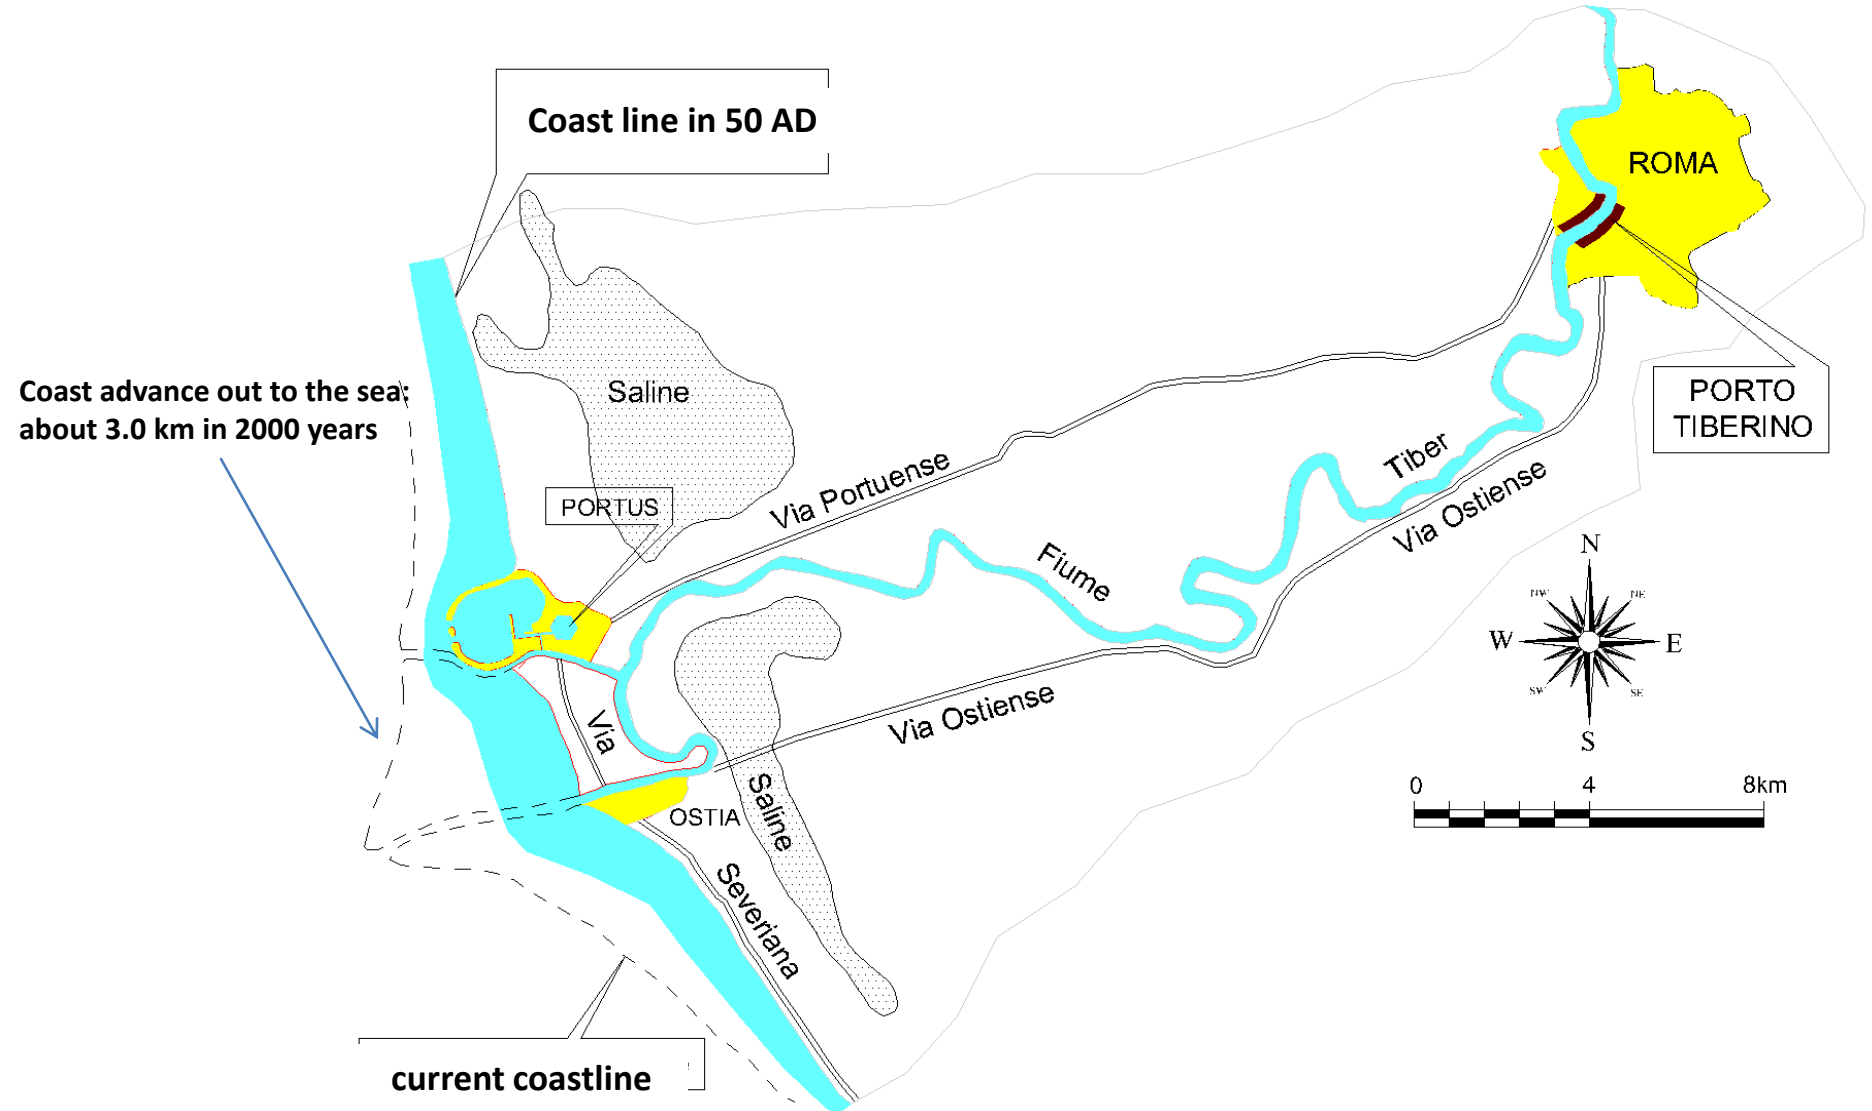 Coast line in 50 AD
ROMA
Coast advance out to the sea:
about 3.0 km in 2000 years
Saline
PORTO
TIBERINO
PORTUS
Via Portuense
Tiber
Via Ostiense
Fiume
N
NW
NE
W
E
SW
SE
S
Via Ostiense
Via
Saline
OSTIA
0 4 8km
Severiana
current coastline